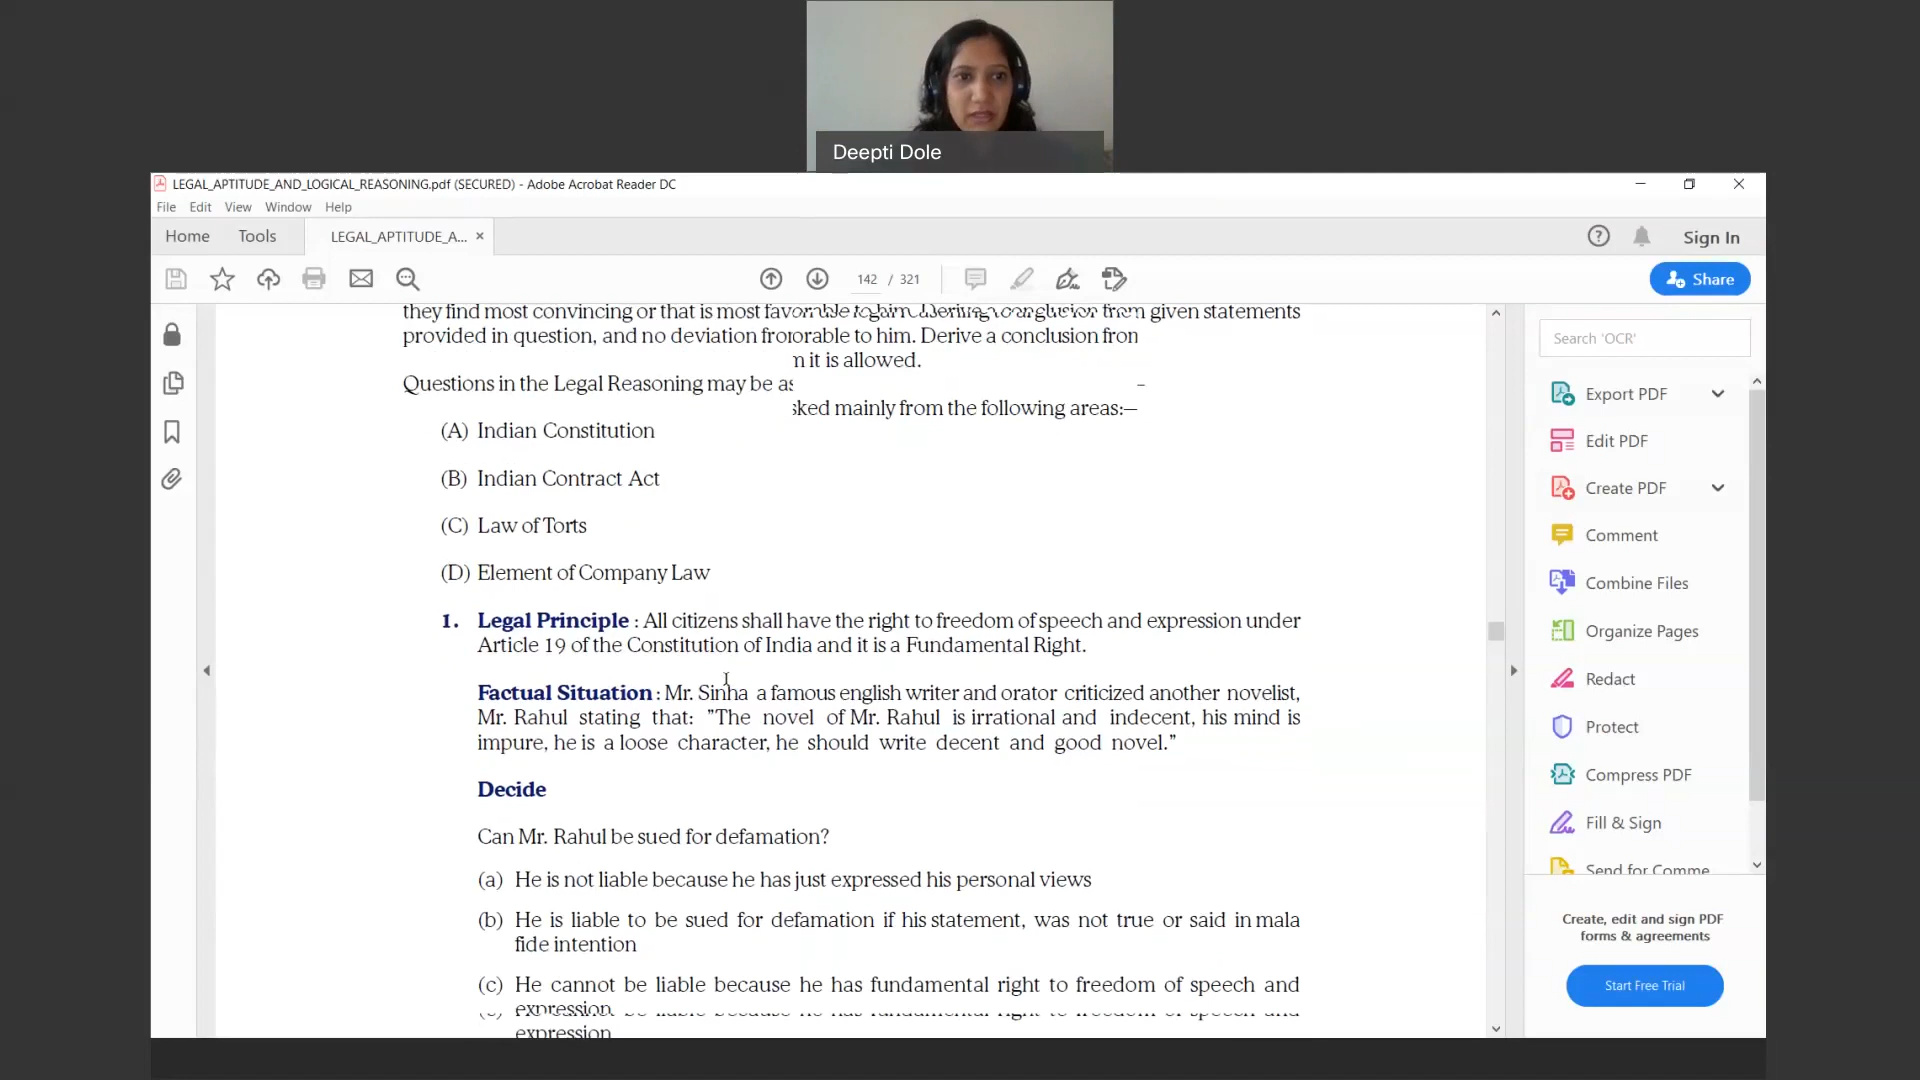 Deepti Dole
LEGAL_APTITUDE_AND_LOGICAL_REASONING.pdf (SECURED) - Adobe Acrobat Reader DC
File Edit View Window Help
Home Tools LEGAL_APTITUDE_A... ×
Sign In
142 / 321
Share
they find most convincing or that is most favorable to him. given statements
provided in question, and no deviation fro orable to him. Derive a conclusion from
m it is allowed.
Questions in the Legal Reasoning may be as
sked mainly from the following areas:—
(A) Indian Constitution
(B) Indian Contract Act
(C) Law of Torts
(D) Element of Company Law
1. Legal Principle : All citizens shall have the right to freedom of speech and expression under
Article 19 of the Constitution of India and it is a Fundamental Right.
Factual Situation : Mr. Sinha a famous english writer and orator criticized another novelist,
Mr. Rahul stating that: "The novel of Mr. Rahul is irrational and indecent, his mind is
impure, he is a loose character, he should write decent and good novel."
Decide
Can Mr. Rahul be sued for defamation?
(a) He is not liable because he has just expressed his personal views
(b) He is liable to be sued for defamation if his statement, was not true or said in mala
fide intention
(c) He cannot be liable because he has fundamental right to freedom of speech and
expression
expression
Search 'OCR'
Export PDF
Edit PDF
Create PDF
Comment
Combine Files
Organize Pages
Redact
Protect
Compress PDF
Fill & Sign
Send for Comme
Create, edit and sign PDF
forms & agreements
Start Free Trial